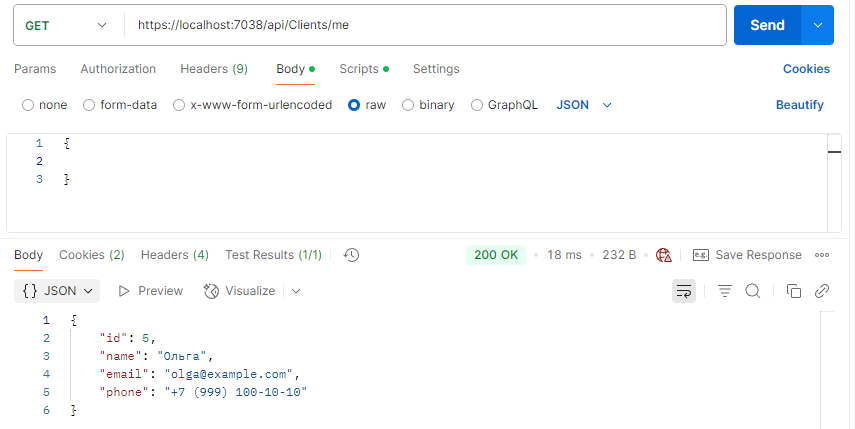 GET https://localhost:7038/api/Clients/me Send
Params Authorization Headers (9) Body Scripts Settings Cookies
none form-data x-www-form-urlencoded raw binary GraphQL JSON Beautify
1 {
2
3 }
Body Cookies (2) Headers (4) Test Results (1/1) 200 OK 18 ms 232 B e.g. Save Response
{} JSON Preview Visualize
1 {
2 "id": 5,
3 "name": "Ольга",
4 "email": "olga@example.com",
5 "phone": "+7 (999) 100-10-10"
6 }